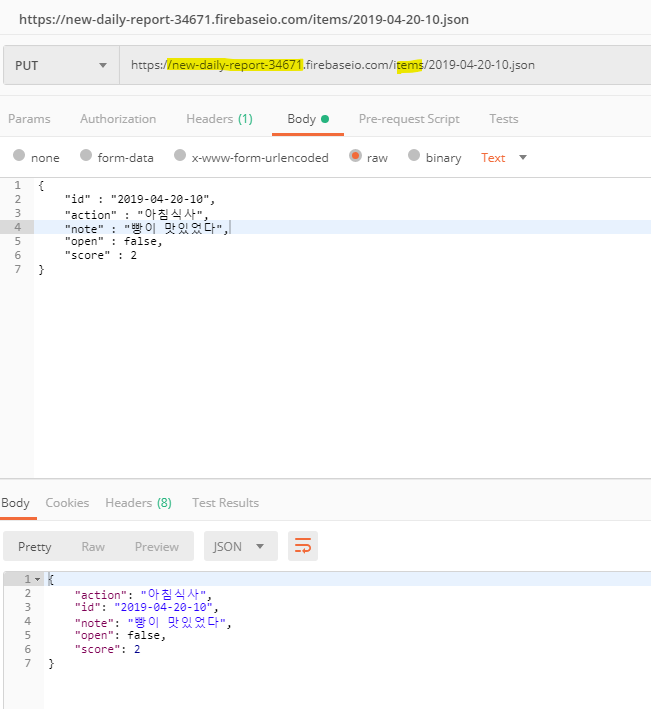 https://new-daily-report-34671.firebaseio.com/items/2019-04-20-10.json
PUT https://new-daily-report-34671.firebaseio.com/items/2019-04-20-10.json
Params Authorization Headers (1) Body Pre-request Script Tests
none form-data x-www-form-urlencoded raw binary Text
1 {
2 "id" : "2019-04-20-10",
3 "action" : "아침식사",
4 "note" : "빵이 맛있었다",
5 "open" : false,
6 "score" : 2
7 }
Body Cookies Headers (8) Test Results
Pretty Raw Preview JSON
1 {
2 "action": "아침식사",
3 "id": "2019-04-20-10",
4 "note": "빵이 맛있었다",
5 "open": false,
6 "score": 2
7 }